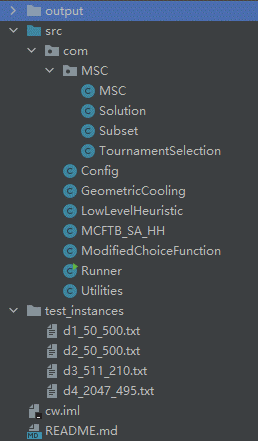 output
src
com
MSC
MSC
Solution
Subset
TournamentSelection
Config
GeometricCooling
LowLevelHeuristic
MCFTB_SA_HH
ModifiedChoiceFunction
Runner
Utilities
test_instances
d1_50_500.txt
d2_50_500.txt
d3_511_210.txt
d4_2047_495.txt
cw.iml
README.md